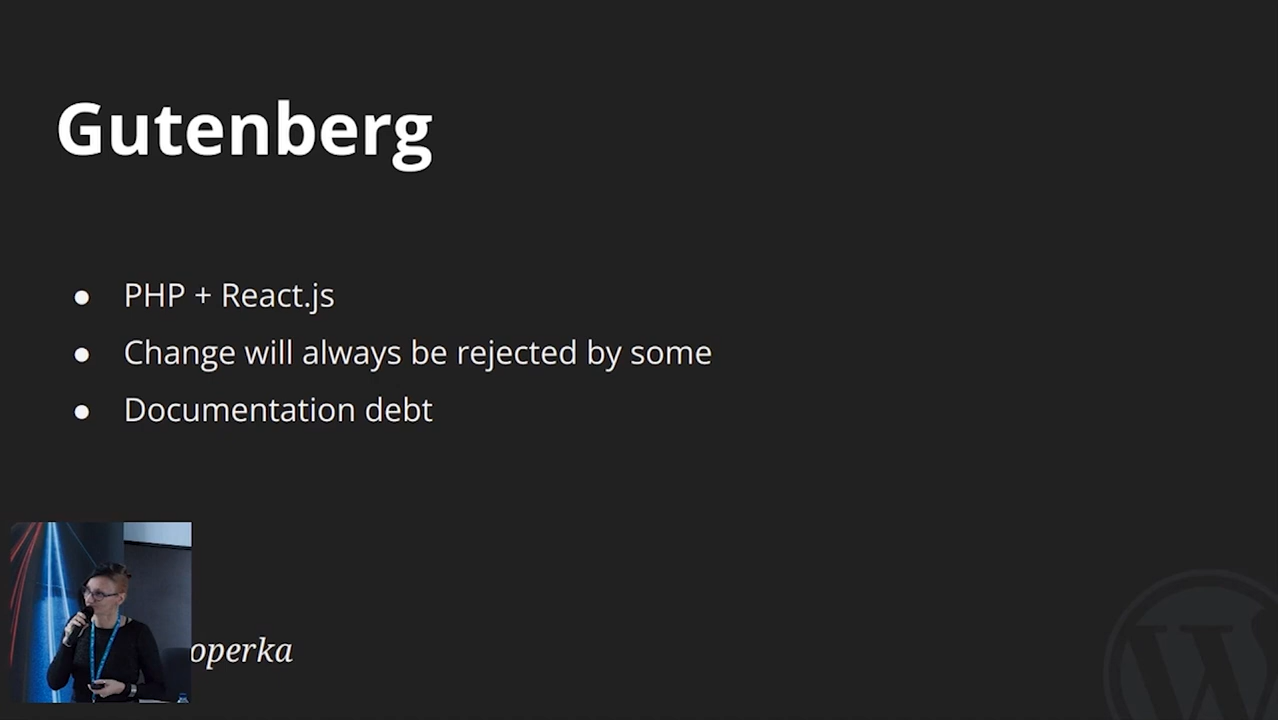 Gutenberg
● PHP + React.js
● Change will always be rejected by some
● Documentation debt
operka